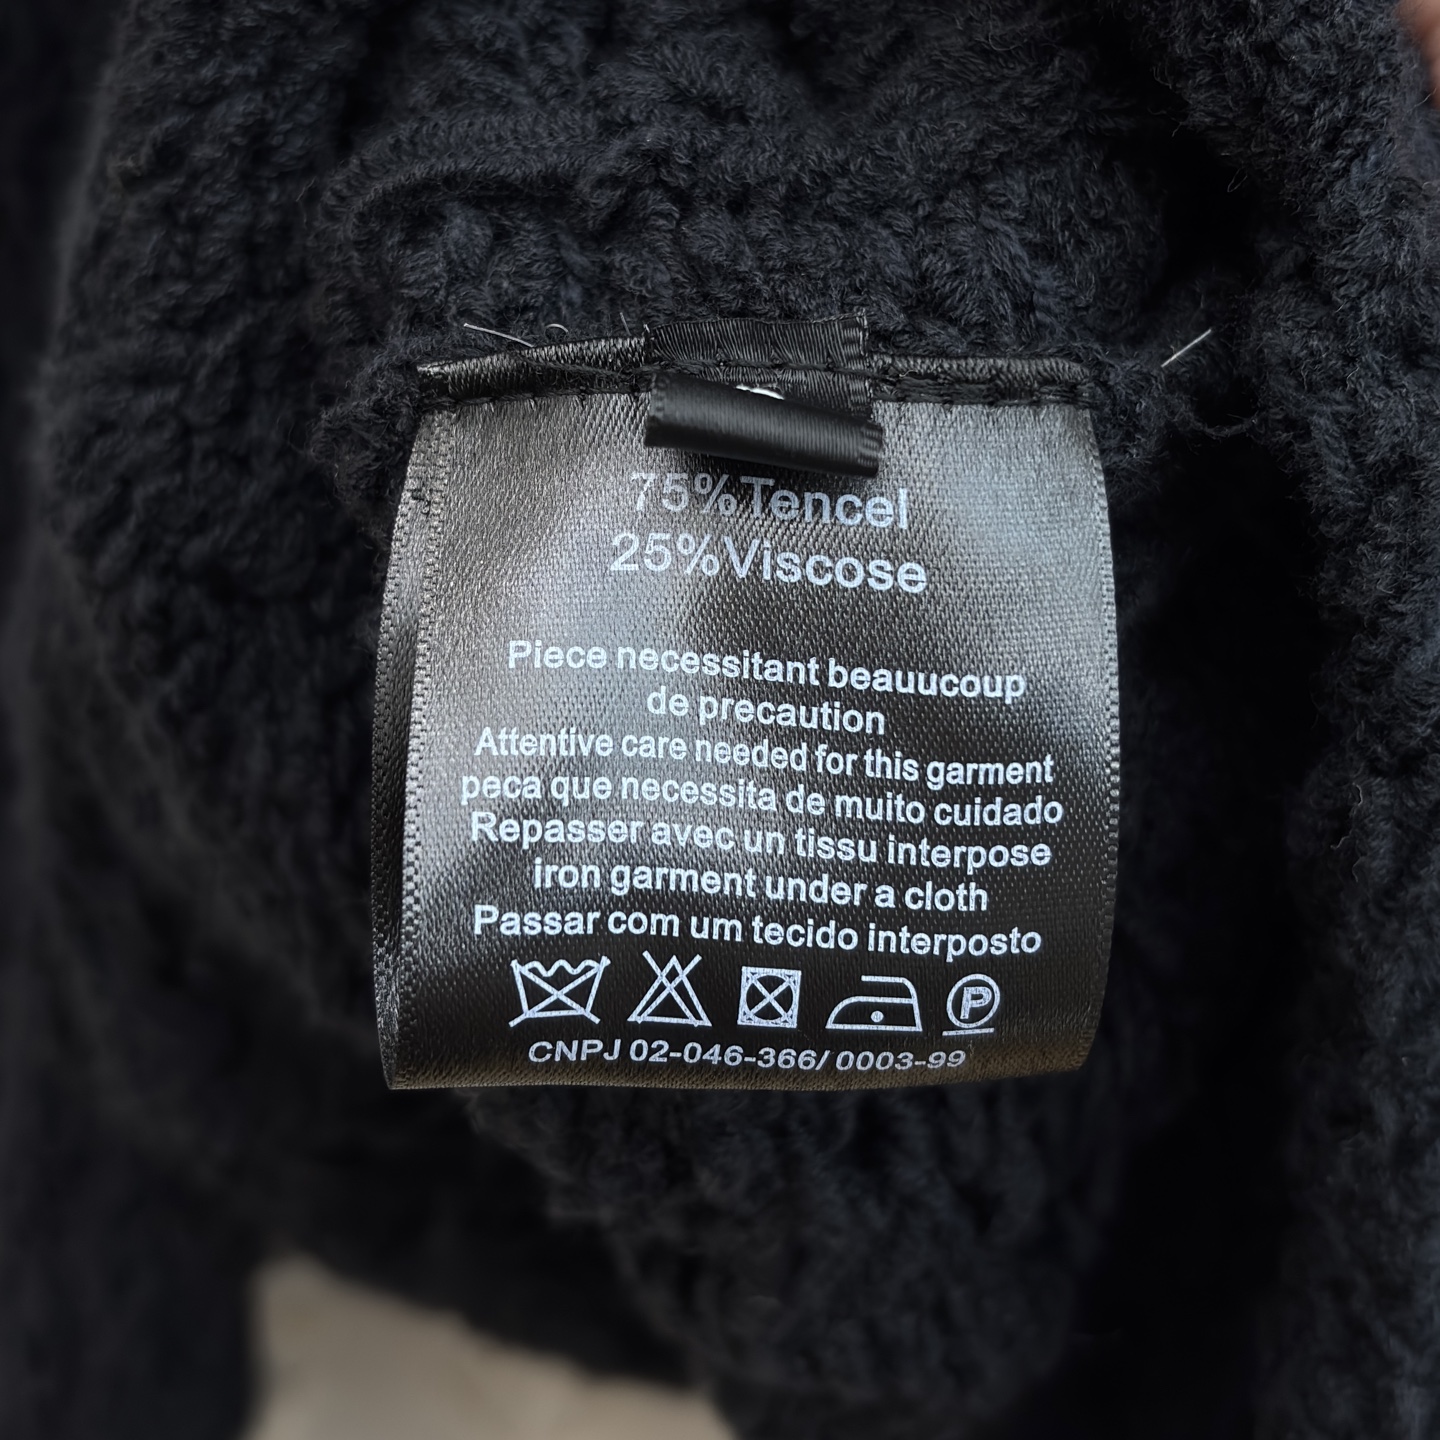 75%Tencel
25%Viscose
Piece necessitant beauucoup
de precaution
Attentive care needed for this garment
peca que necessita de muito cuidado
Repasser avec un tissu interpose
iron garment under a cloth
Passar com um tecido interposto
P
CNPJ 02-046-366/ 0003-99